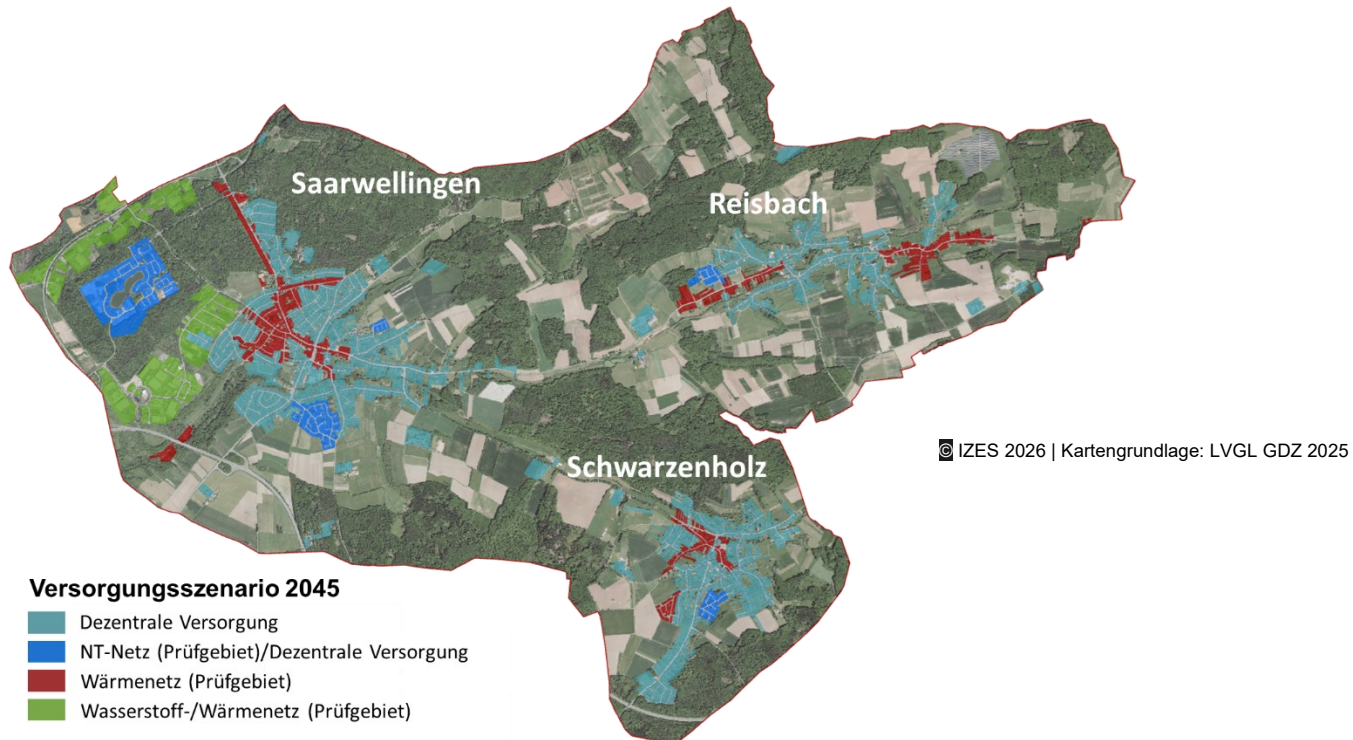 Saarwellingen
Reisbach
Schwarzenholz
© IZES 2026 | Kartengrundlage: LVGL GDZ 2025
Versorgungsszenario 2045
Dezentrale Versorgung
NT-Netz (Prüfgebiet)/Dezentrale Versorgung
Wärmenetz (Prüfgebiet)
Wasserstoff-/Wärmenetz (Prüfgebiet)